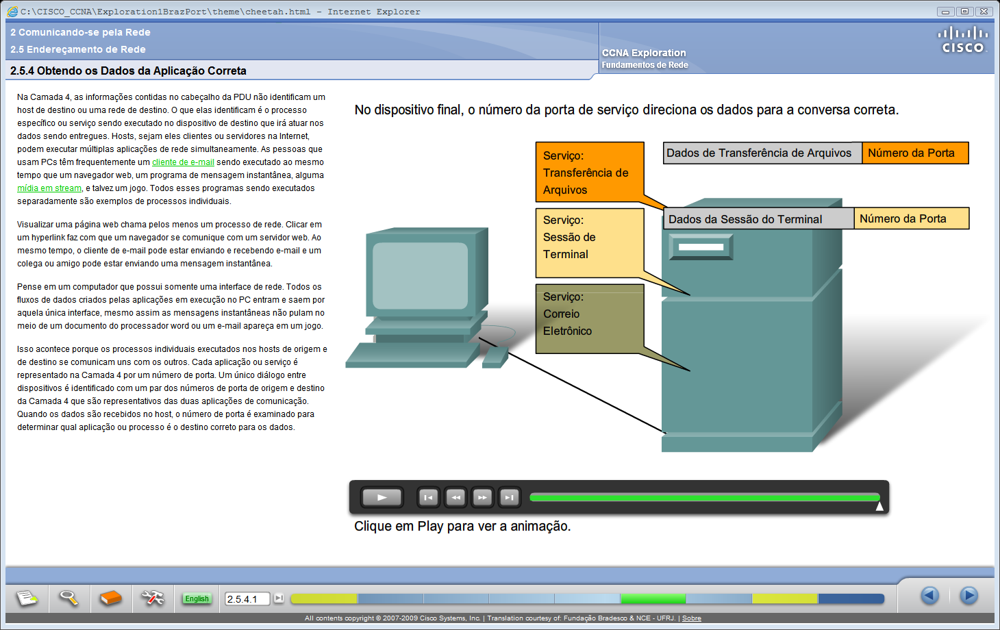 C:\CISCO_CCNA\Exploration1BrazPort\theme\cheetah.html - Internet Explorer
2 Comunicando-se pela Rede
2.5 Endereçamento de Rede
CCNA Exploration
Fundamentos de Rede
CISCO
2.5.4 Obtendo os Dados da Aplicação Correta
Na Camada 4, as informações contidas no cabeçalho da PDU não identificam um
host de destino ou uma rede de destino. O que elas identificam é o processo
específico ou serviço sendo executado no dispositivo de destino que irá atuar nos
dados sendo entregues. Hosts, sejam eles clientes ou servidores na Internet,
podem executar múltiplas aplicações de rede simultaneamente. As pessoas que
usam PCs têm frequentemente um cliente de e-mail sendo executado ao mesmo
tempo que um navegador web, um programa de mensagem instantânea, alguma
mídia em stream, e talvez um jogo. Todos esses programas sendo executados
separadamente são exemplos de processos individuais.
Visualizar uma página web chama pelos menos um processo de rede. Clicar em
um hyperlink faz com que um navegador se comunique com um servidor web. Ao
mesmo tempo, o cliente de e-mail pode estar enviando e recebendo e-mail e um
colega ou amigo pode estar enviando uma mensagem instantânea.
Pense em um computador que possui somente uma interface de rede. Todos os
fluxos de dados criados pelas aplicações em execução no PC entram e saem por
aquela única interface, mesmo assim as mensagens instantâneas não pulam no
meio de um documento do processador word ou um e-mail apareça em um jogo.
Isso acontece porque os processos individuais executados nos hosts de origem e
de destino se comunicam uns com os outros. Cada aplicação ou serviço é
representado na Camada 4 por um número de porta. Um único diálogo entre
dispositivos é identificado com um par dos números de porta de origem e destino
da Camada 4 que são representativos das duas aplicações de comunicação.
Quando os dados são recebidos no host, o número de porta é examinado para
determinar qual aplicação ou processo é o destino correto para os dados.
No dispositivo final, o número da porta de serviço direciona os dados para a conversa correta.
Serviço:
Transferência de
Arquivos
Dados de Transferência de Arquivos
Número da Porta
Serviço:
Sessão de
Terminal
Dados da Sessão do Terminal
Número da Porta
Serviço:
Correio
Eletrônico
Clique em Play para ver a animação.
English
2.5.4.1
All contents copyright © 2007-2009 Cisco Systems, Inc. | Translation courtesy of: Fundação Bradesco & NCE - UFRJ. | Sobre